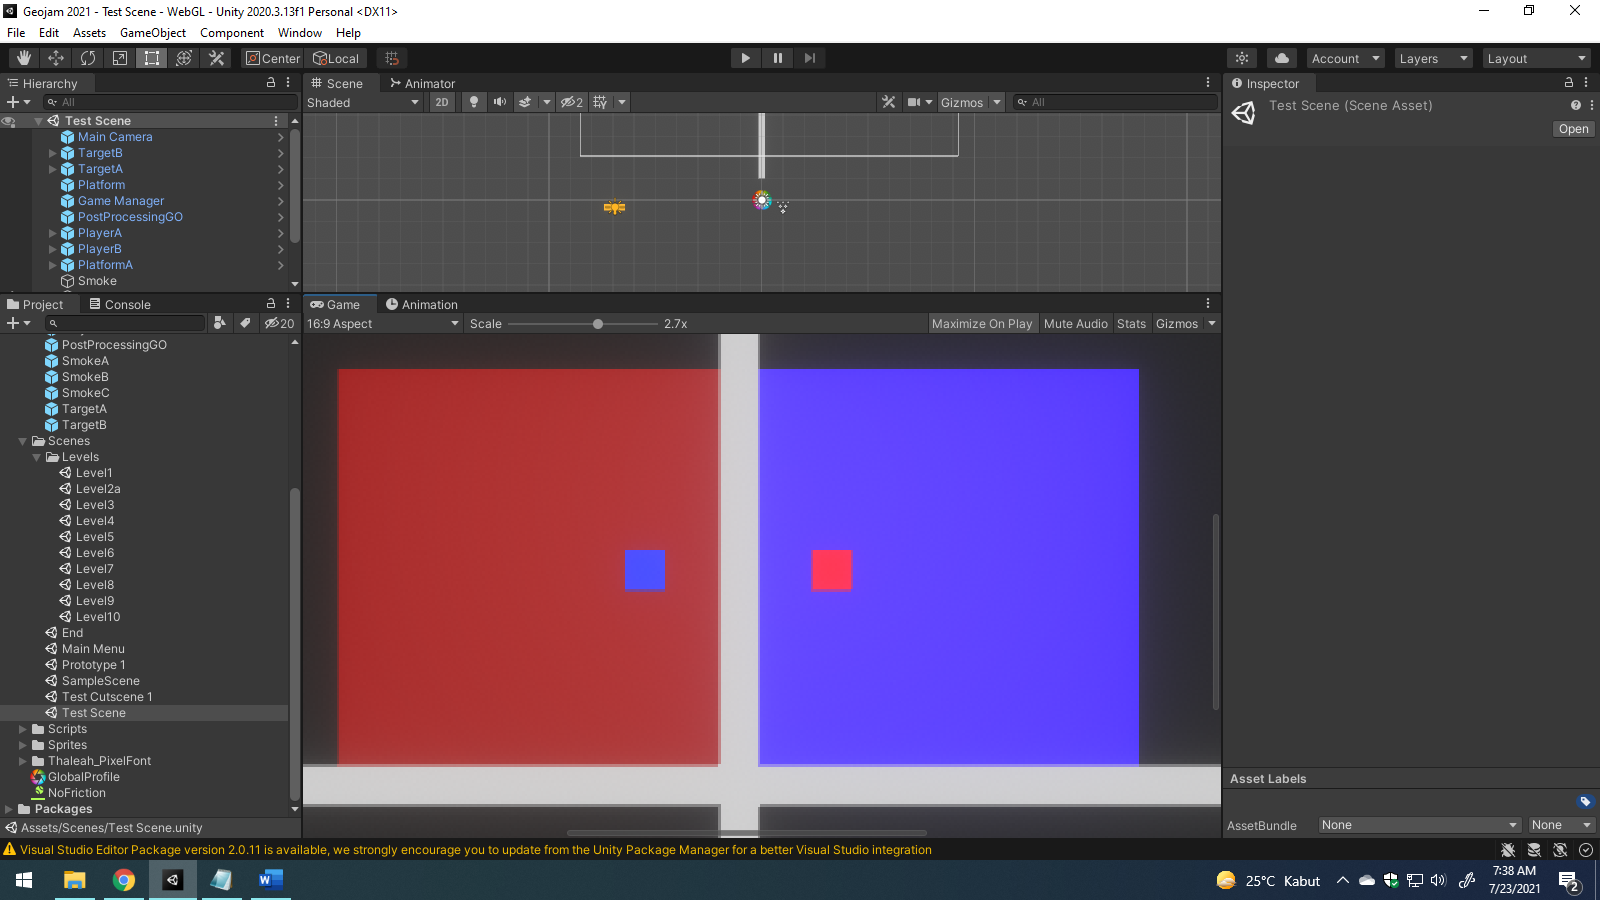 Geojam 2021 - Test Scene - WebGL - Unity 2020.3.13f1 Personal <DX11>
File Edit Assets GameObject Component Window Help
Center Local Account Layers Layout
Hierarchy
All
Test Scene
Main Camera
TargetB
TargetA
Platform
Game Manager
PostProcessingGO
PlayerA
PlayerB
PlatformA
Smoke
Scene Animator
Shaded 2D 2 Gizmos All
Project Console
20
PostProcessingGO
SmokeA
SmokeB
SmokeC
TargetA
TargetB
Scenes
Levels
Level1
Level2a
Level3
Level4
Level5
Level6
Level7
Level8
Level9
Level10
End
Main Menu
Prototype 1
SampleScene
Test Cutscene 1
Test Scene
Scripts
Sprites
Thaleah_PixelFont
GlobalProfile
NoFriction
Packages
Assets/Scenes/Test Scene.unity
Game Animation
16:9 Aspect Scale 2.7x Maximize On Play Mute Audio Stats Gizmos
Inspector
Test Scene (Scene Asset)
Open
Asset Labels
AssetBundle None None
Visual Studio Editor Package version 2.0.11 is available, we strongly encourage you to update from the Unity Package Manager for a better Visual Studio integration
25°C Kabut
7:38 AM
7/23/2021
2